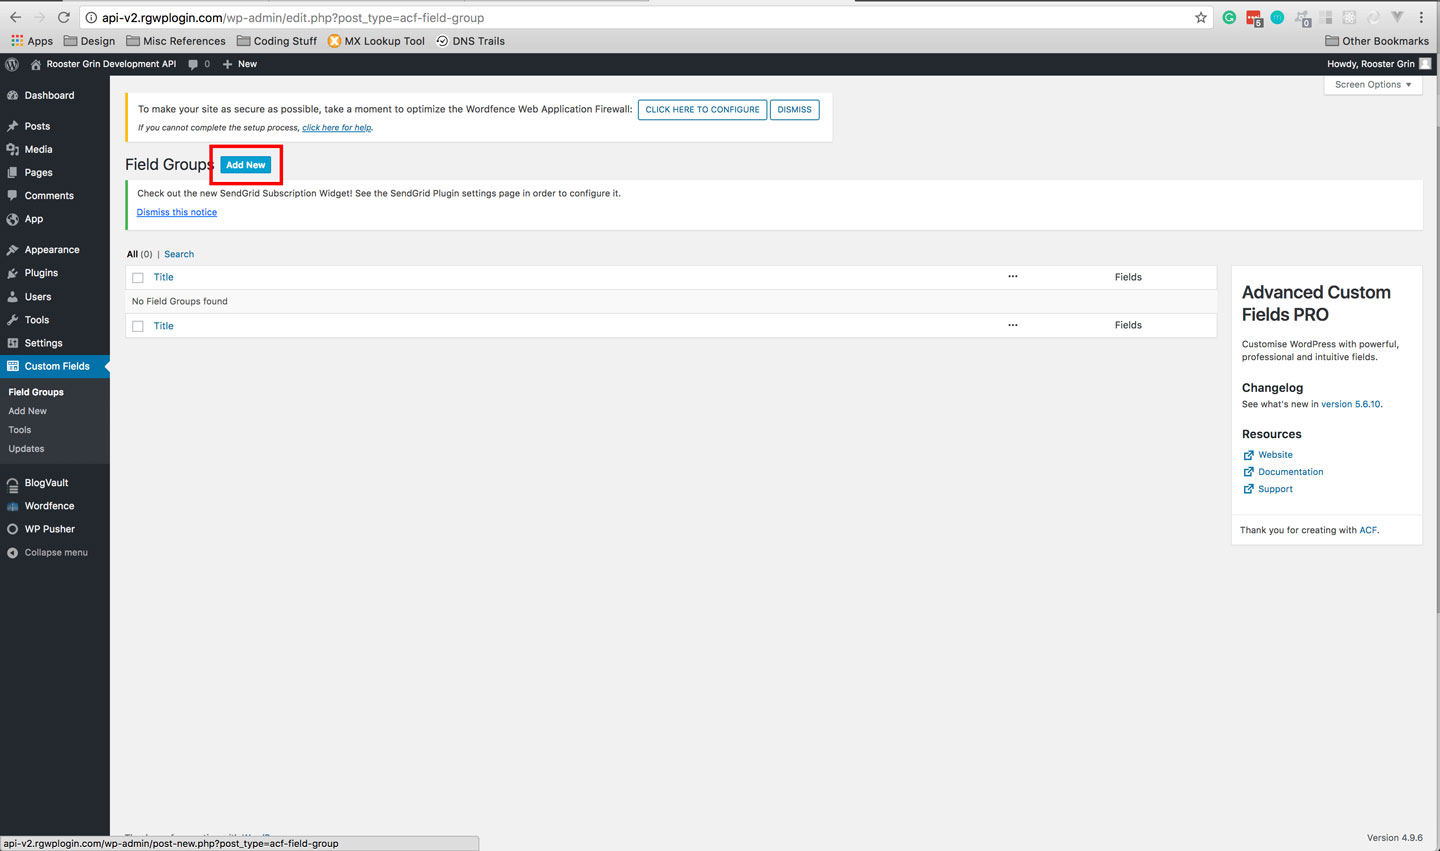 api-v2.rgwplogin.com/wp-admin/edit.php?post_type=acf-field-group
6
0
Apps Design Misc References Coding Stuff MX Lookup Tool DNS Trails Other Bookmarks
Rooster Grin Development API 0 + New Howdy, Rooster Grin
Screen Options ▼
Dashboard
Posts
Media
Pages
Comments
App
Appearance
Plugins
Users
Tools
Settings
Custom Fields
Field Groups
Add New
Tools
Updates
BlogVault
Wordfence
WP Pusher
Collapse menu
To make your site as secure as possible, take a moment to optimize the Wordfence Web Application Firewall: CLICK HERE TO CONFIGURE DISMISS
If you cannot complete the setup process, click here for help.
Field Groups Add New
Check out the new SendGrid Subscription Widget! See the SendGrid Plugin settings page in order to configure it.
Dismiss this notice
All (0) | Search
Title ··· Fields
No Field Groups found
Title ··· Fields
Advanced Custom
Fields PRO
Customise WordPress with powerful,
professional and intuitive fields.
Changelog
See what's new in version 5.6.10.
Resources
Website
Documentation
Support
Thank you for creating with ACF.
Version 4.9.6
api-v2.rgwplogin.com/wp-admin/post-new.php?post_type=acf-field-group